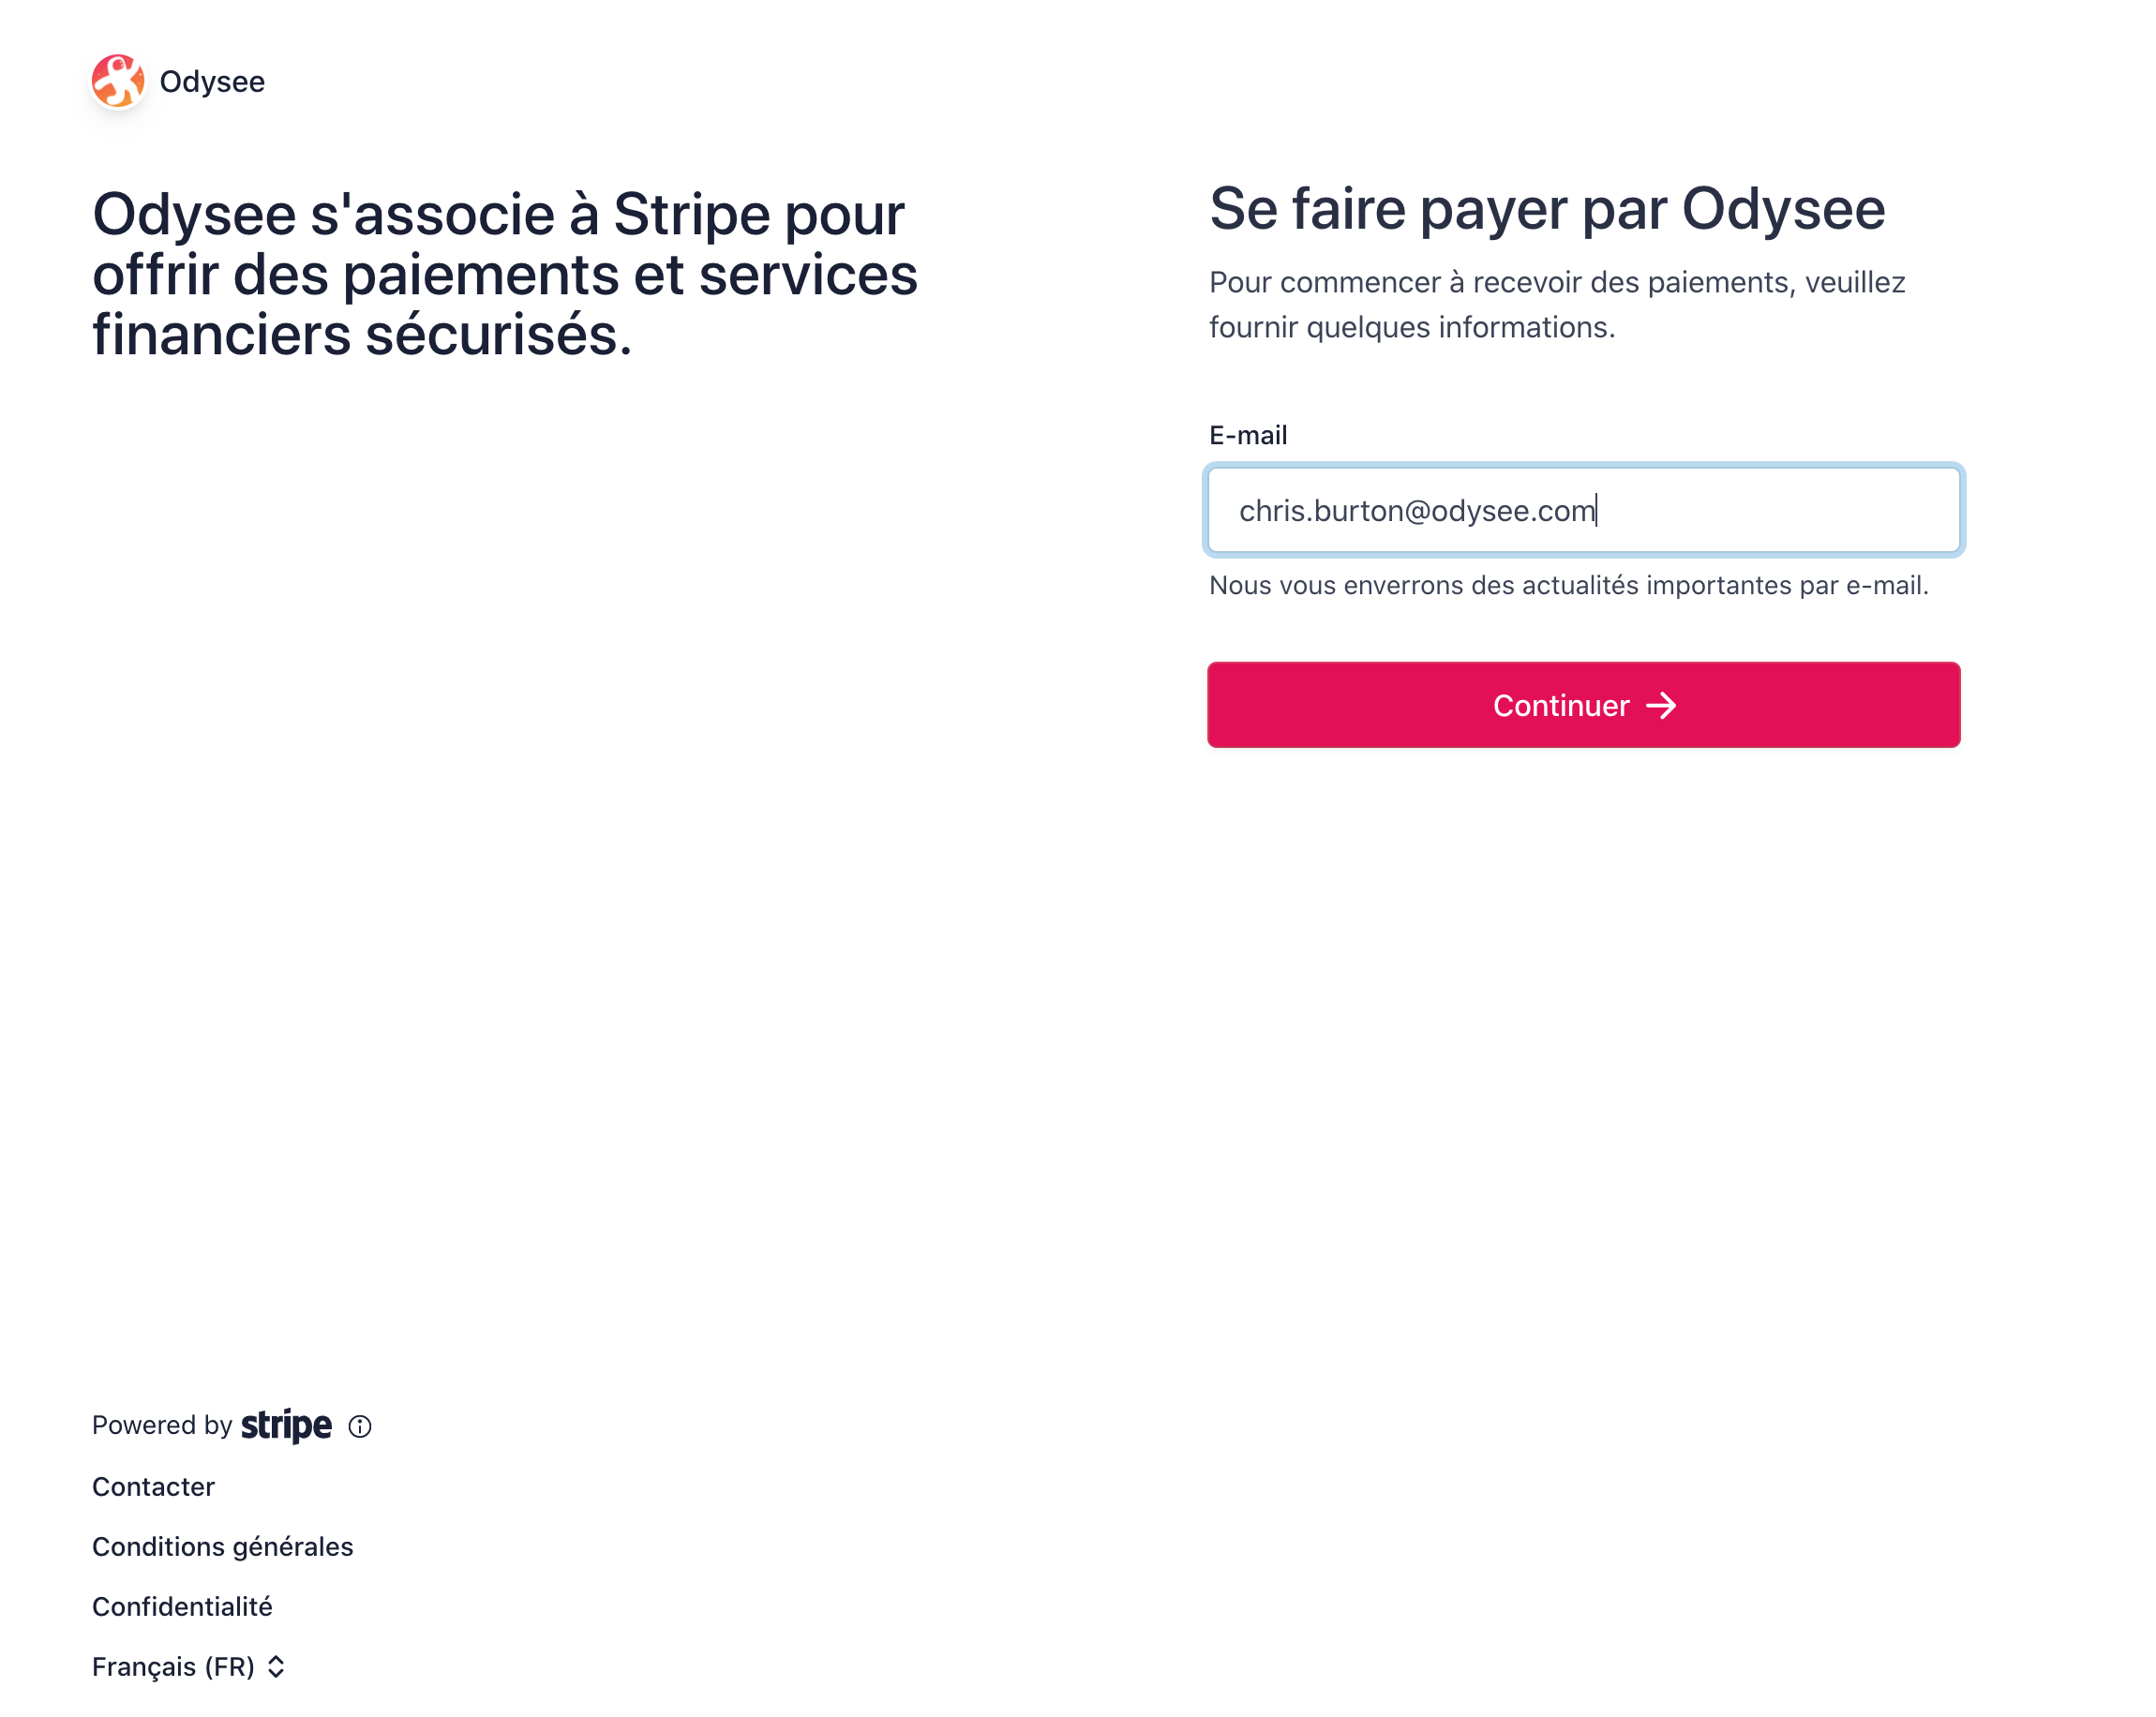 Odysee
Odysee s'associe à Stripe pour
offrir des paiements et services
financiers sécurisés.
Se faire payer par Odysee
Pour commencer à recevoir des paiements, veuillez
fournir quelques informations.
E-mail
chris.burton@odysee.com
Nous vous enverrons des actualités importantes par e-mail.
Continuer
Powered by stripe
Contacter
Conditions générales
Confidentialité
Français (FR)